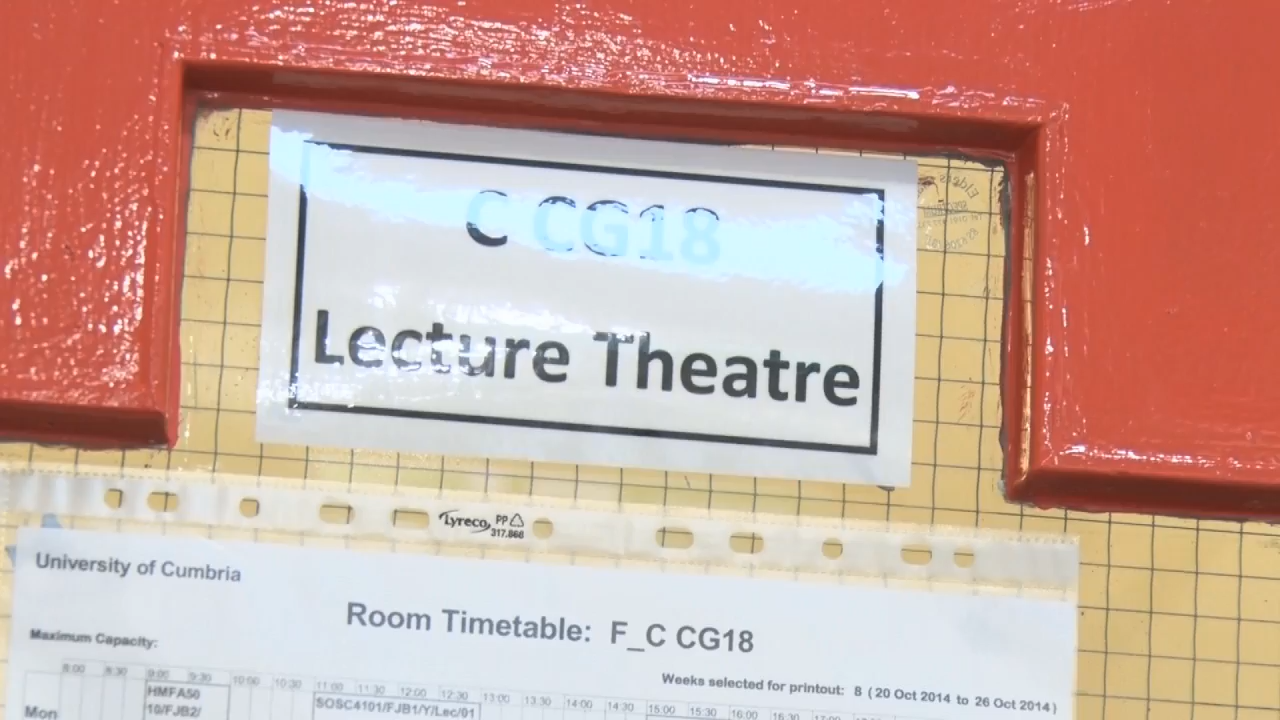 C CG18
Lecture Theatre
Lyreco PP
317.868
University of Cumbria
Room Timetable: F_C CG18
Maximum Capacity:
Weeks selected for printout: 8 ( 20 Oct 2014 to 26 Oct 2014 )
8:00 8:30 9:00 9:30 10:00 10:30 11:00 11:30 12:00 12:30 13:00 13:30 14:00 14:30 15:00 15:30 16:00 16:30 17:00
Mon
HMFA50
10/FJB2/
SOSC4101/FJB1/Y/Lec/01